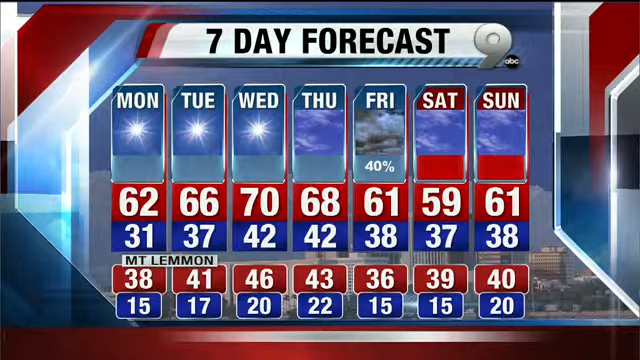 7 DAY FORECAST 9 abc
MON TUE WED THU FRI SAT SUN
40%
62 66 70 68 61 59 61
31 37 42 42 38 37 38
MT LEMMON
38 41 46 43 36 39 40
15 17 20 22 15 15 20